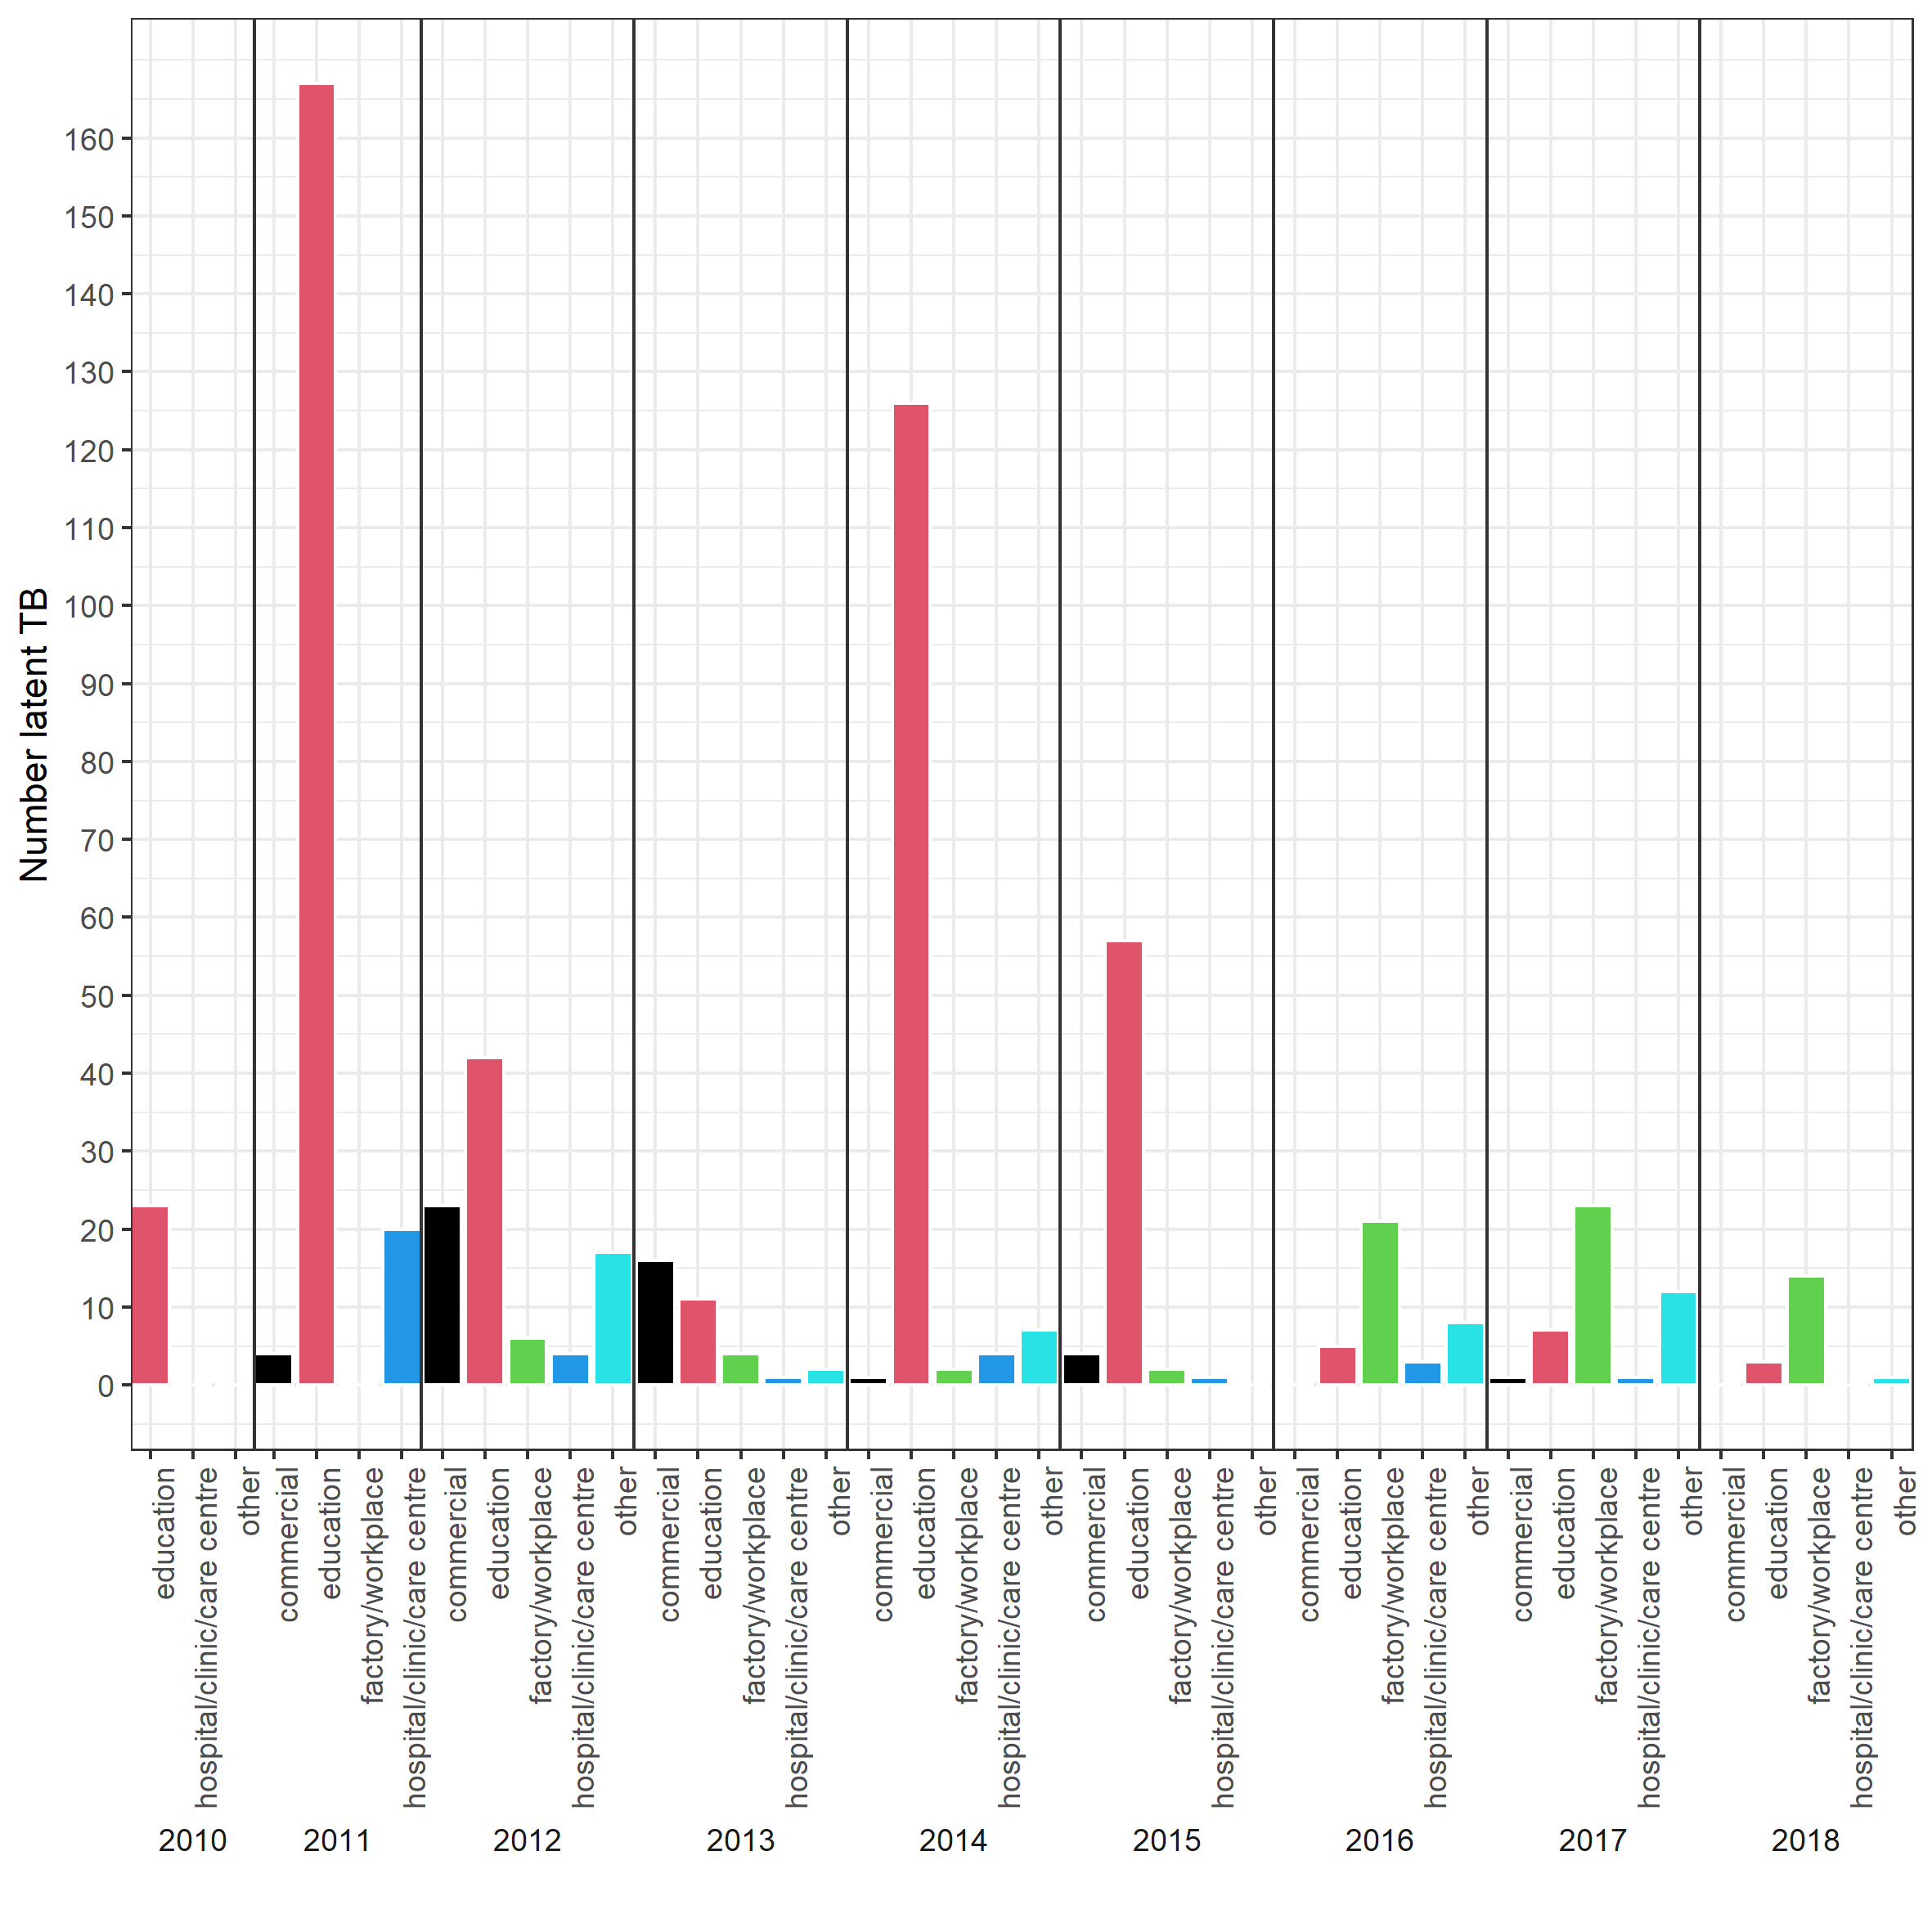 Number latent TB
160
150
140
130
120
110
100
90
80
70
60
50
40
30
20
10
0
education
hospital/clinic/care centre
other
commercial
education
factory/workplace
hospital/clinic/care centre
commercial
education
factory/workplace
hospital/clinic/care centre
other
commercial
education
factory/workplace
hospital/clinic/care centre
other
commercial
education
factory/workplace
hospital/clinic/care centre
other
commercial
education
factory/workplace
hospital/clinic/care centre
other
commercial
education
factory/workplace
hospital/clinic/care centre
other
commercial
education
factory/workplace
hospital/clinic/care centre
other
commercial
education
factory/workplace
hospital/clinic/care centre
other
2010 2011 2012 2013 2014 2015 2016 2017 2018